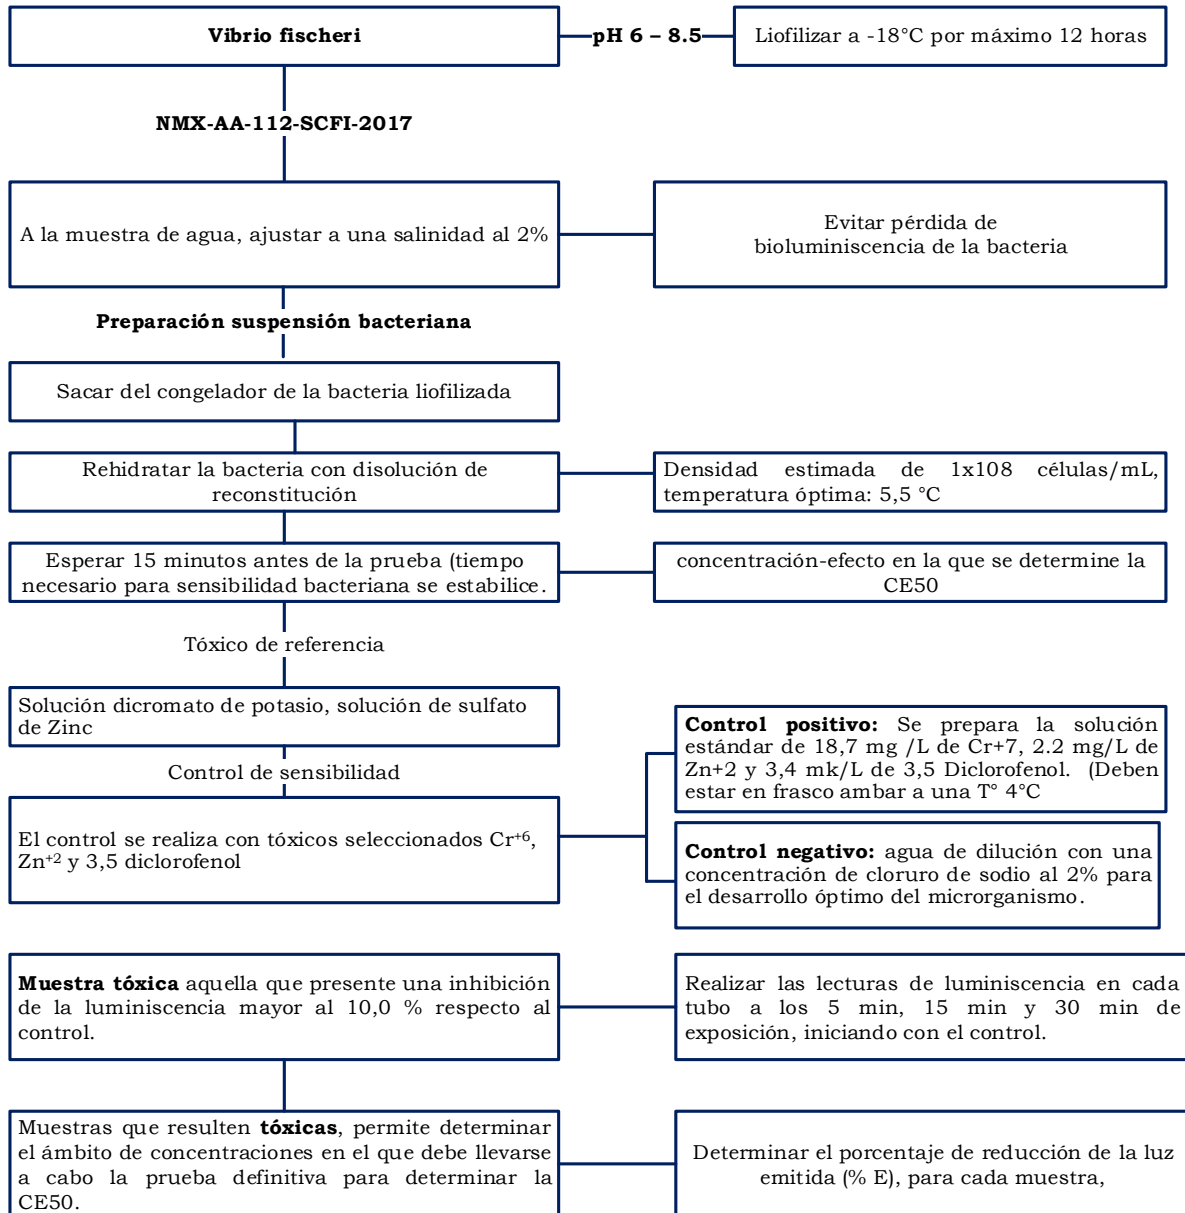 Vibrio fischeri
pH 6 – 8.5
Liofilizar a -18°C por máximo 12 horas
NMX-AA-112-SCFI-2017
A la muestra de agua, ajustar a una salinidad al 2%
Evitar pérdida de
bioluminiscencia de la bacteria
Preparación suspensión bacteriana
Sacar del congelador de la bacteria liofilizada
Rehidratar la bacteria con disolución de
reconstitución
Densidad estimada de 1x108 células/mL,
temperatura óptima: 5,5 °C
Esperar 15 minutos antes de la prueba (tiempo
necesario para sensibilidad bacteriana se estabilice.
concentración-efecto en la que se determine la
CE50
Tóxico de referencia
Solución dicromato de potasio, solución de sulfato
de Zinc
Control de sensibilidad
El control se realiza con tóxicos seleccionados Cr+6,
Zn+2 y 3,5 diclorofenol
Control positivo: Se prepara la solución
estándar de 18,7 mg /L de Cr+7, 2.2 mg/L de
Zn+2 y 3,4 mk/L de 3,5 Diclorofenol. (Deben
estar en frasco ambar a una T° 4°C
Control negativo: agua de dilución con una
concentración de cloruro de sodio al 2% para
el desarrollo óptimo del microrganismo.
Muestra tóxica aquella que presente una inhibición
de la luminiscencia mayor al 10,0 % respecto al
control.
Realizar las lecturas de luminiscencia en cada
tubo a los 5 min, 15 min y 30 min de
exposición, iniciando con el control.
Muestras que resulten tóxicas, permite determinar
el ámbito de concentraciones en el que debe llevarse
a cabo la prueba definitiva para determinar la
CE50.
Determinar el porcentaje de reducción de la luz
emitida (% E), para cada muestra,